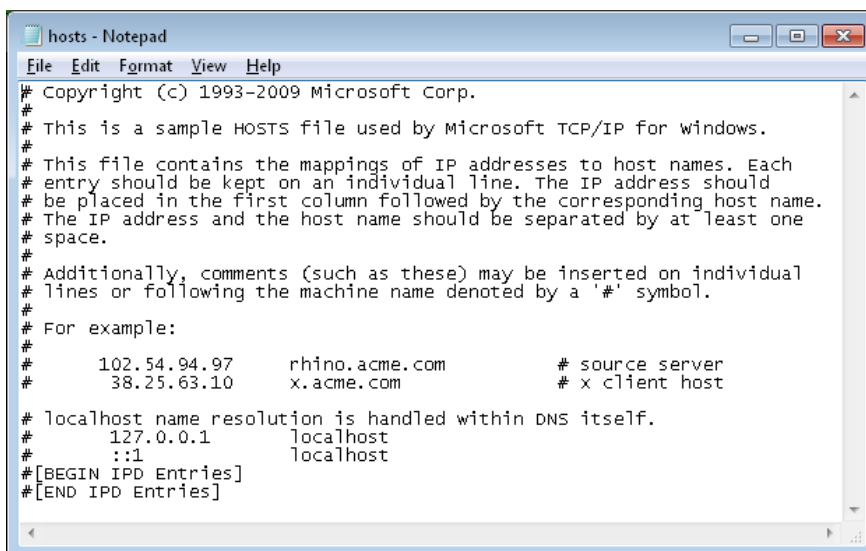 hosts - Notepad
File Edit Format View Help
# Copyright (c) 1993-2009 Microsoft Corp.
#
# This is a sample HOSTS file used by Microsoft TCP/IP for Windows.
#
# This file contains the mappings of IP addresses to host names. Each
# entry should be kept on an individual line. The IP address should
# be placed in the first column followed by the corresponding host name.
# The IP address and the host name should be separated by at least one
# space.
#
# Additionally, comments (such as these) may be inserted on individual
# lines or following the machine name denoted by a '#' symbol.
#
# For example:
#
#      102.54.94.97     rhino.acme.com          # source server
#       38.25.63.10     x.acme.com              # x client host

# localhost name resolution is handled within DNS itself.
#       127.0.0.1       localhost
#       ::1             localhost
#[BEGIN IPD Entries]
#[END IPD Entries]